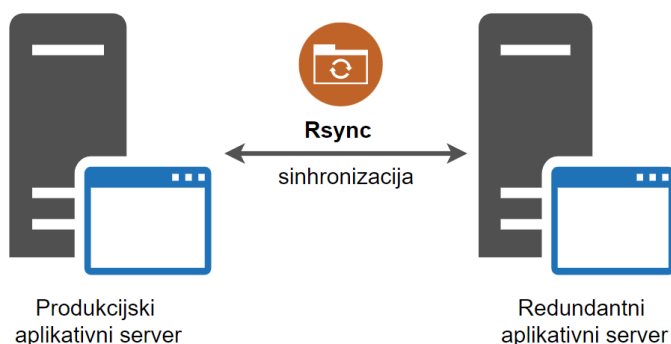 Rsync
sinhronizacija
Produkcijski
aplikativni server
Redundantni
aplikativni server